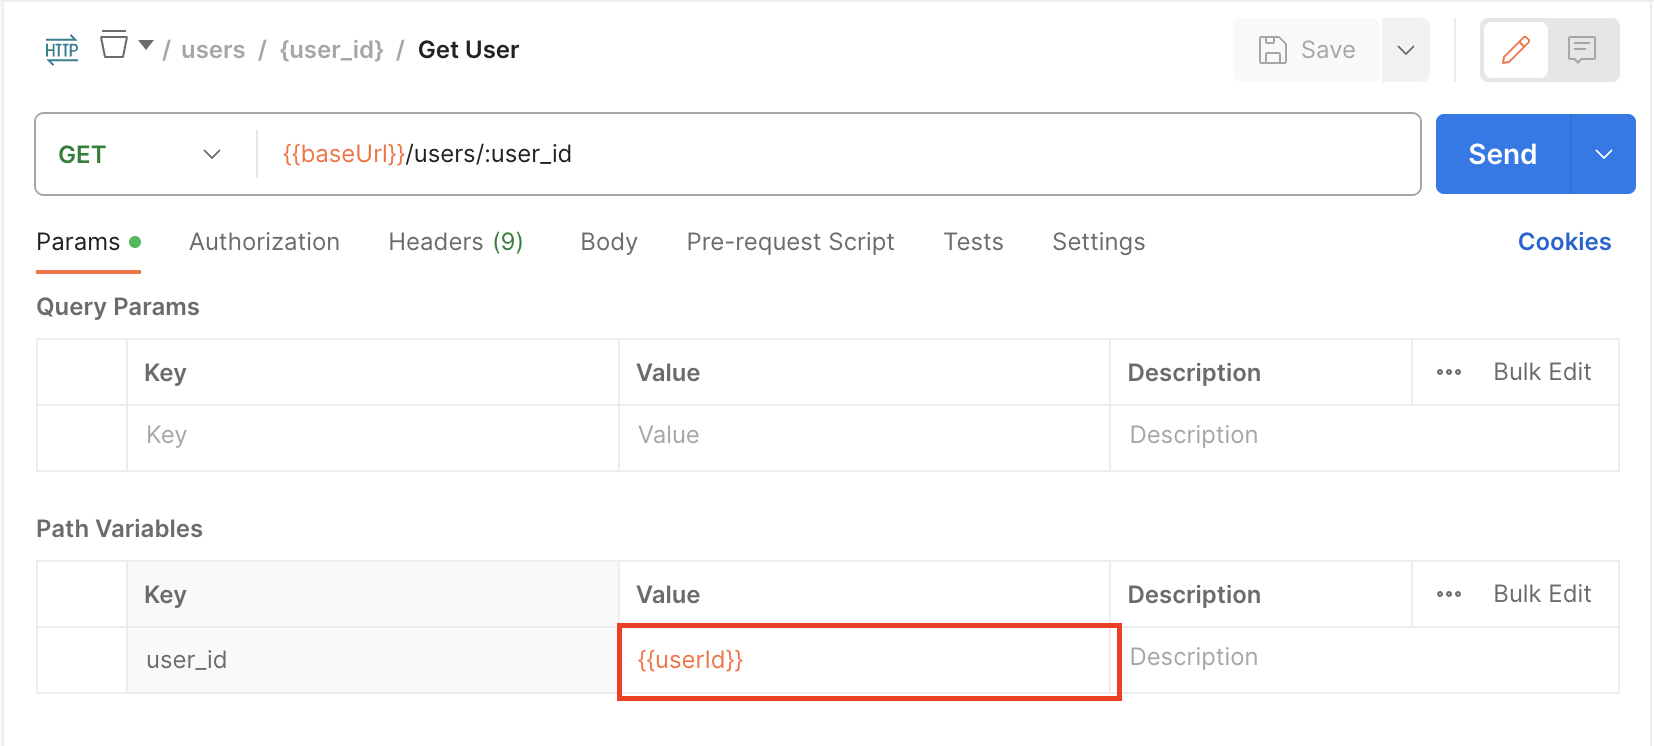 HTTP / users / {user_id} / Get User Save
GET {{baseUrl}}/users/:user_id Send
Params Authorization Headers (9) Body Pre-request Script Tests Settings Cookies
Query Params
Key Value Description ••• Bulk Edit
Key Value Description
Path Variables
Key Value Description ••• Bulk Edit
user_id {{userId}} Description